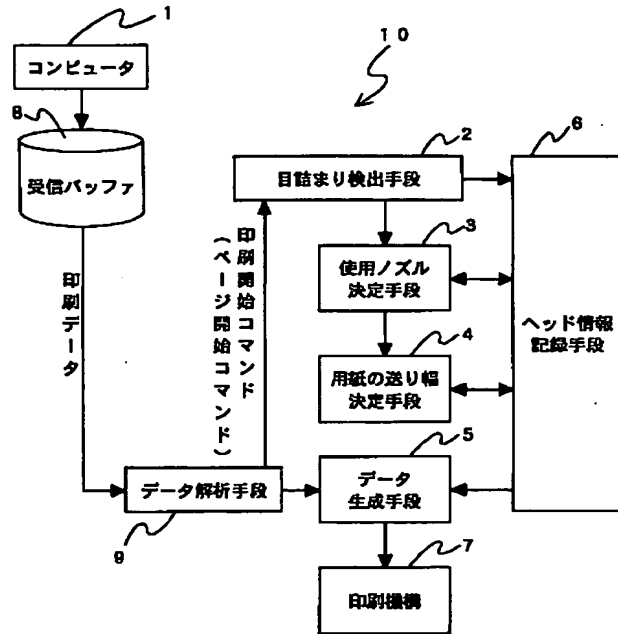 1
コンピュータ
10
8
受信バッファ
2
目詰まり検出手段
6
ヘッド情報
記録手段
3
使用ノズル
決定手段
4
用紙の送り幅
決定手段
印刷データ
印刷開始コマンド
(ページ開始コマンド)
5
データ
生成手段
データ解析手段
9
7
印刷機構